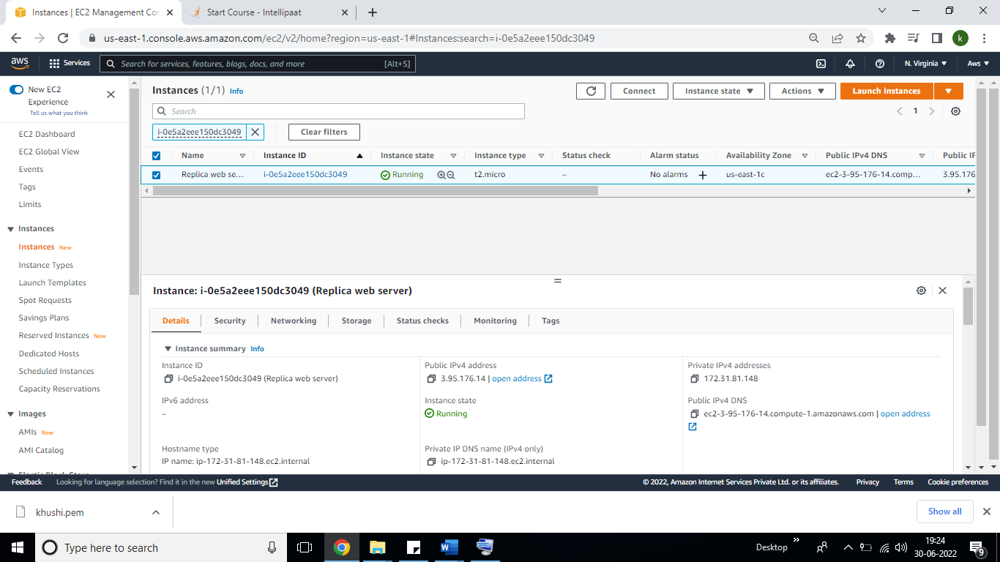 Instances | EC2 Management Cor
Start Course - Intellipaat
us-east-1.console.aws.amazon.com/ec2/v2/home?region=us-east-1#Instances:search=i-0e5a2eee150dc3049
k
aws
Services
Search for services, features, blogs, docs, and more [Alt+S]
N. Virginia
Aws
New EC2
Experience
Tell us what you think
EC2 Dashboard
EC2 Global View
Events
Tags
Limits
Instances
Instances New
Instance Types
Launch Templates
Spot Requests
Savings Plans
Reserved Instances New
Dedicated Hosts
Scheduled Instances
Capacity Reservations
Images
AMIs New
AMI Catalog
Elastic Block Store
Instances (1/1) Info
Connect
Instance state
Actions
Launch instances
Search
1
i-0e5a2eee150dc3049
Clear filters
Name Instance ID Instance state Instance type Status check Alarm status Availability Zone Public IPv4 DNS Public IP
Replica web se... i-0e5a2eee150dc3049 Running t2.micro – No alarms + us-east-1c ec2-3-95-176-14.comp... 3.95.176
Instance: i-0e5a2eee150dc3049 (Replica web server)
Details Security Networking Storage Status checks Monitoring Tags
Instance summary Info
Instance ID Public IPv4 address Private IPv4 addresses
i-0e5a2eee150dc3049 (Replica web server) 3.95.176.14 | open address 172.31.81.148
IPv6 address Instance state Public IPv4 DNS
– Running ec2-3-95-176-14.compute-1.amazonaws.com | open address
Hostname type Private IP DNS name (IPv4 only)
IP name: ip-172-31-81-148.ec2.internal ip-172-31-81-148.ec2.internal
Feedback Looking for language selection? Find it in the new Unified Settings © 2022, Amazon Internet Services Private Ltd. or its affiliates. Privacy Terms Cookie preferences
khushi.pem
Show all
Type here to search
Desktop
19:24
30-06-2022
9